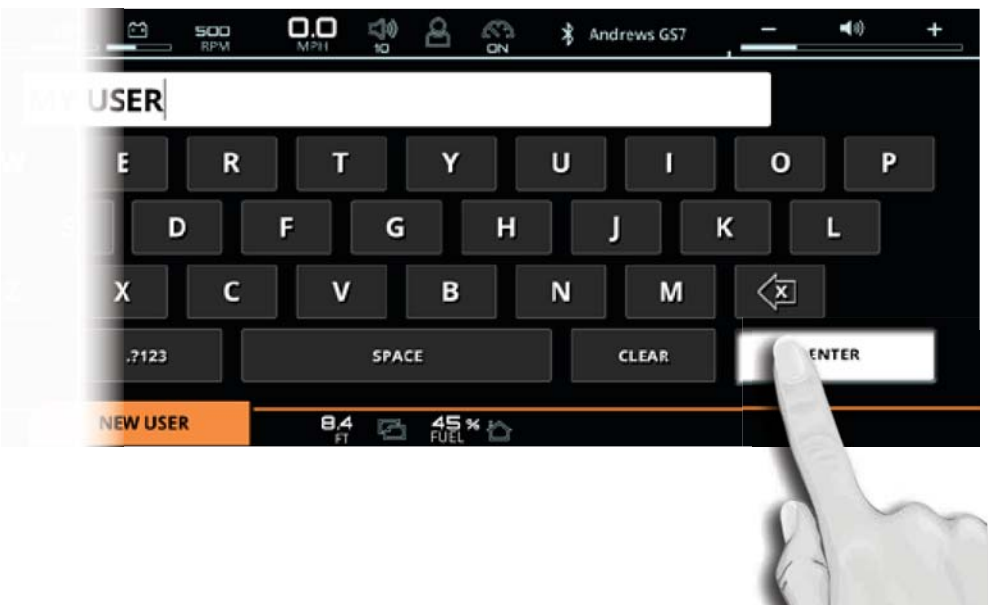 500 0.0 10 ON Andrews GS7 − +
RPM MPH
MY USER
E R T Y U I O P
S D F G H J K L
Z X C V B N M X
.?123 SPACE CLEAR ENTER
NEW USER 8.4 FT 45 % FUEL